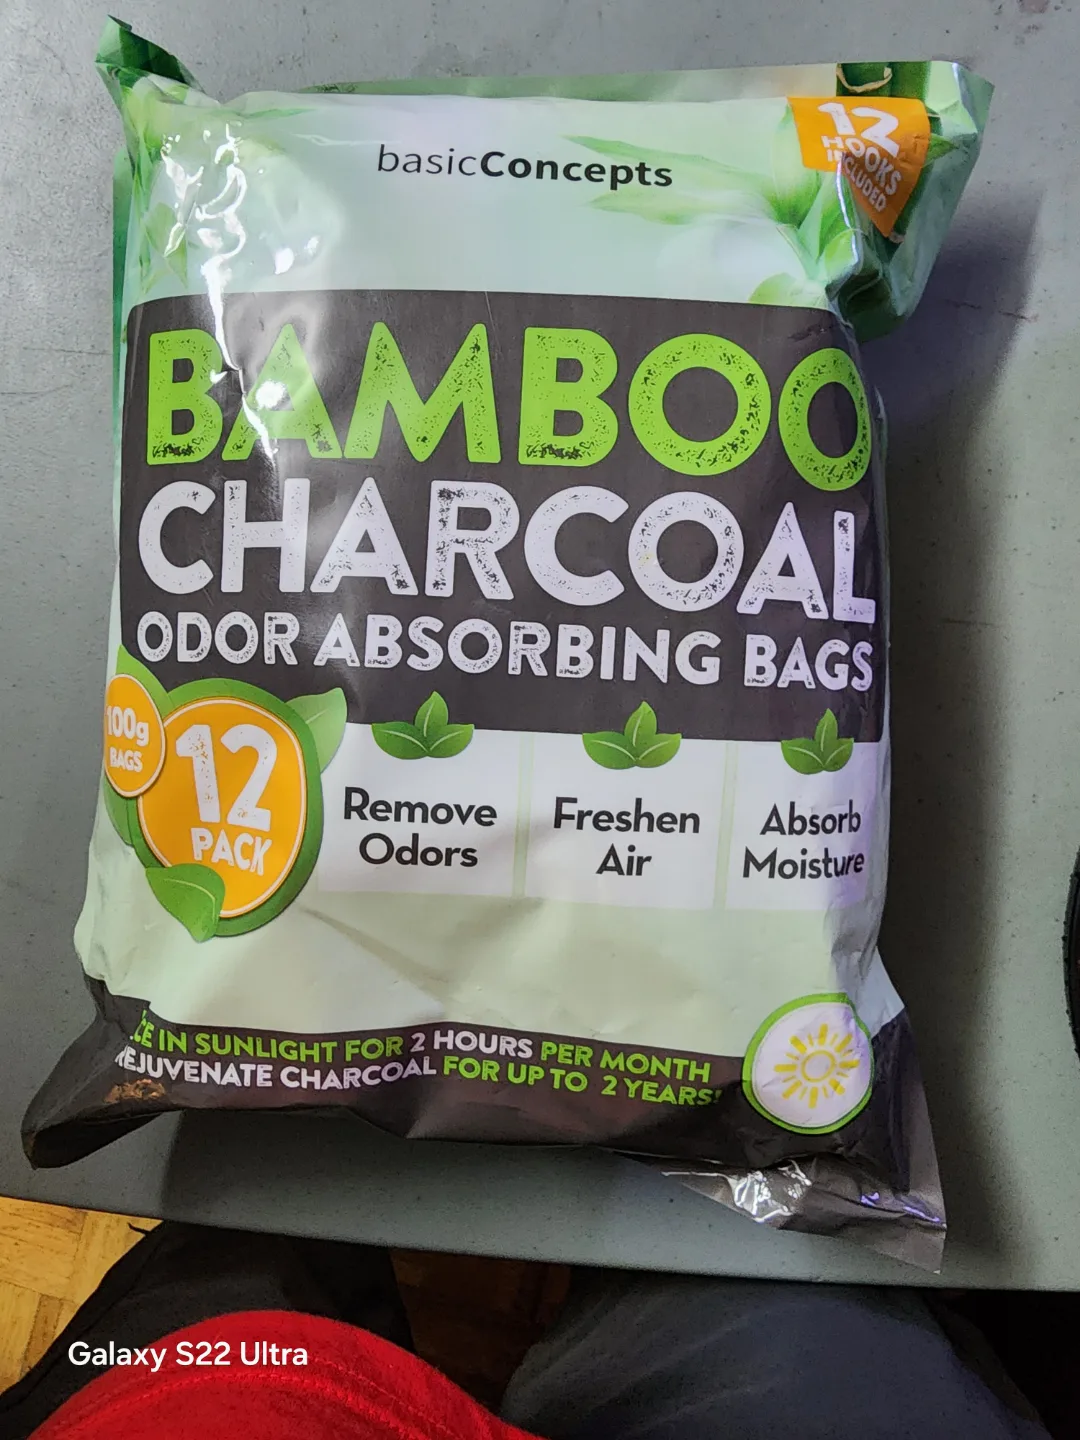 basicConcepts
12
HOOKS
INCLUDED
BAMBOO
CHARCOAL
ODOR ABSORBING BAGS
100g
BAGS
12
PACK
Remove
Odors
Freshen
Air
Absorb
Moisture
IN SUNLIGHT FOR 2 HOURS PER MONTH
REJUVENATE CHARCOAL FOR UP TO 2 YEARS!
Galaxy S22 Ultra